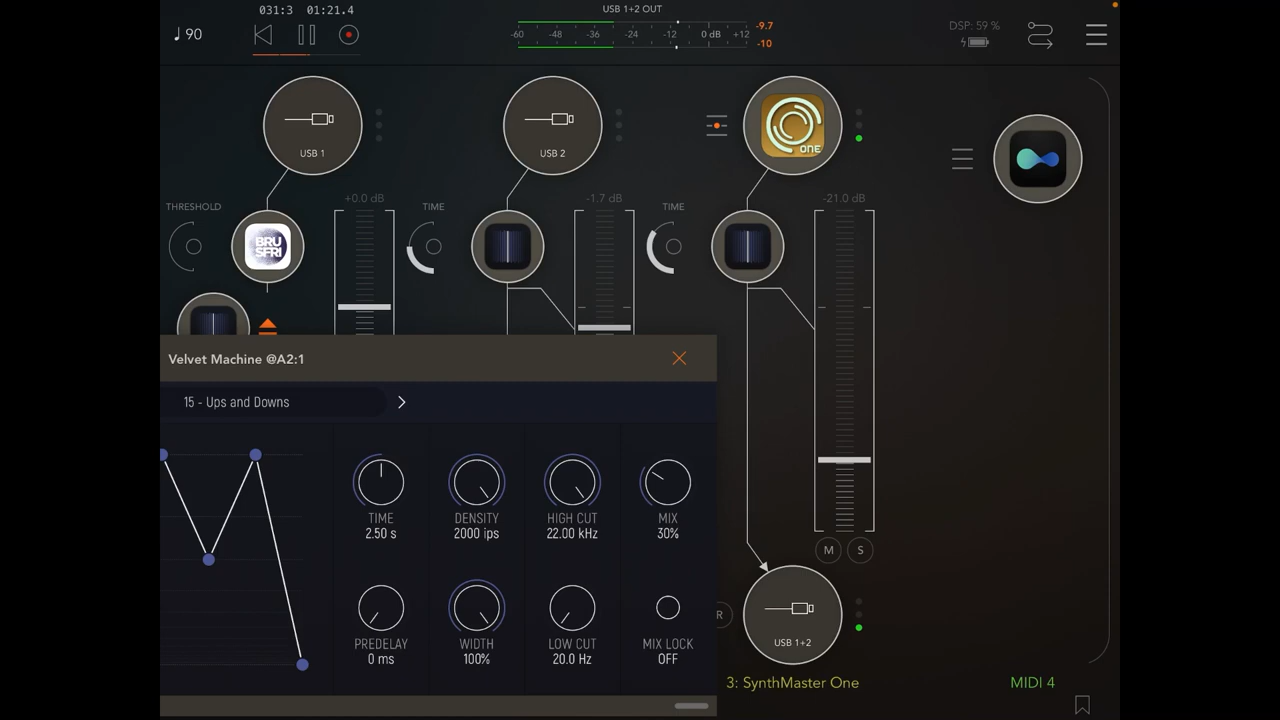 031:3 01:21.4
USB 1+2 OUT
♩90
-60 -48 -36 -24 -12 0 dB +12
-9.7
-10
DSP: 59 %
USB 1
USB 2
ONE
THRESHOLD
+0.0 dB
TIME
-1.7 dB
TIME
-21.0 dB
BRU
SFRI
Velvet Machine @A2:1
15 - Ups and Downs
TIME
2.50 s
DENSITY
2000 ips
HIGH CUT
22.00 kHz
MIX
30%
M S
PREDELAY
0 ms
WIDTH
100%
LOW CUT
20.0 Hz
MIX LOCK
OFF
R
USB 1+2
3: SynthMaster One
MIDI 4